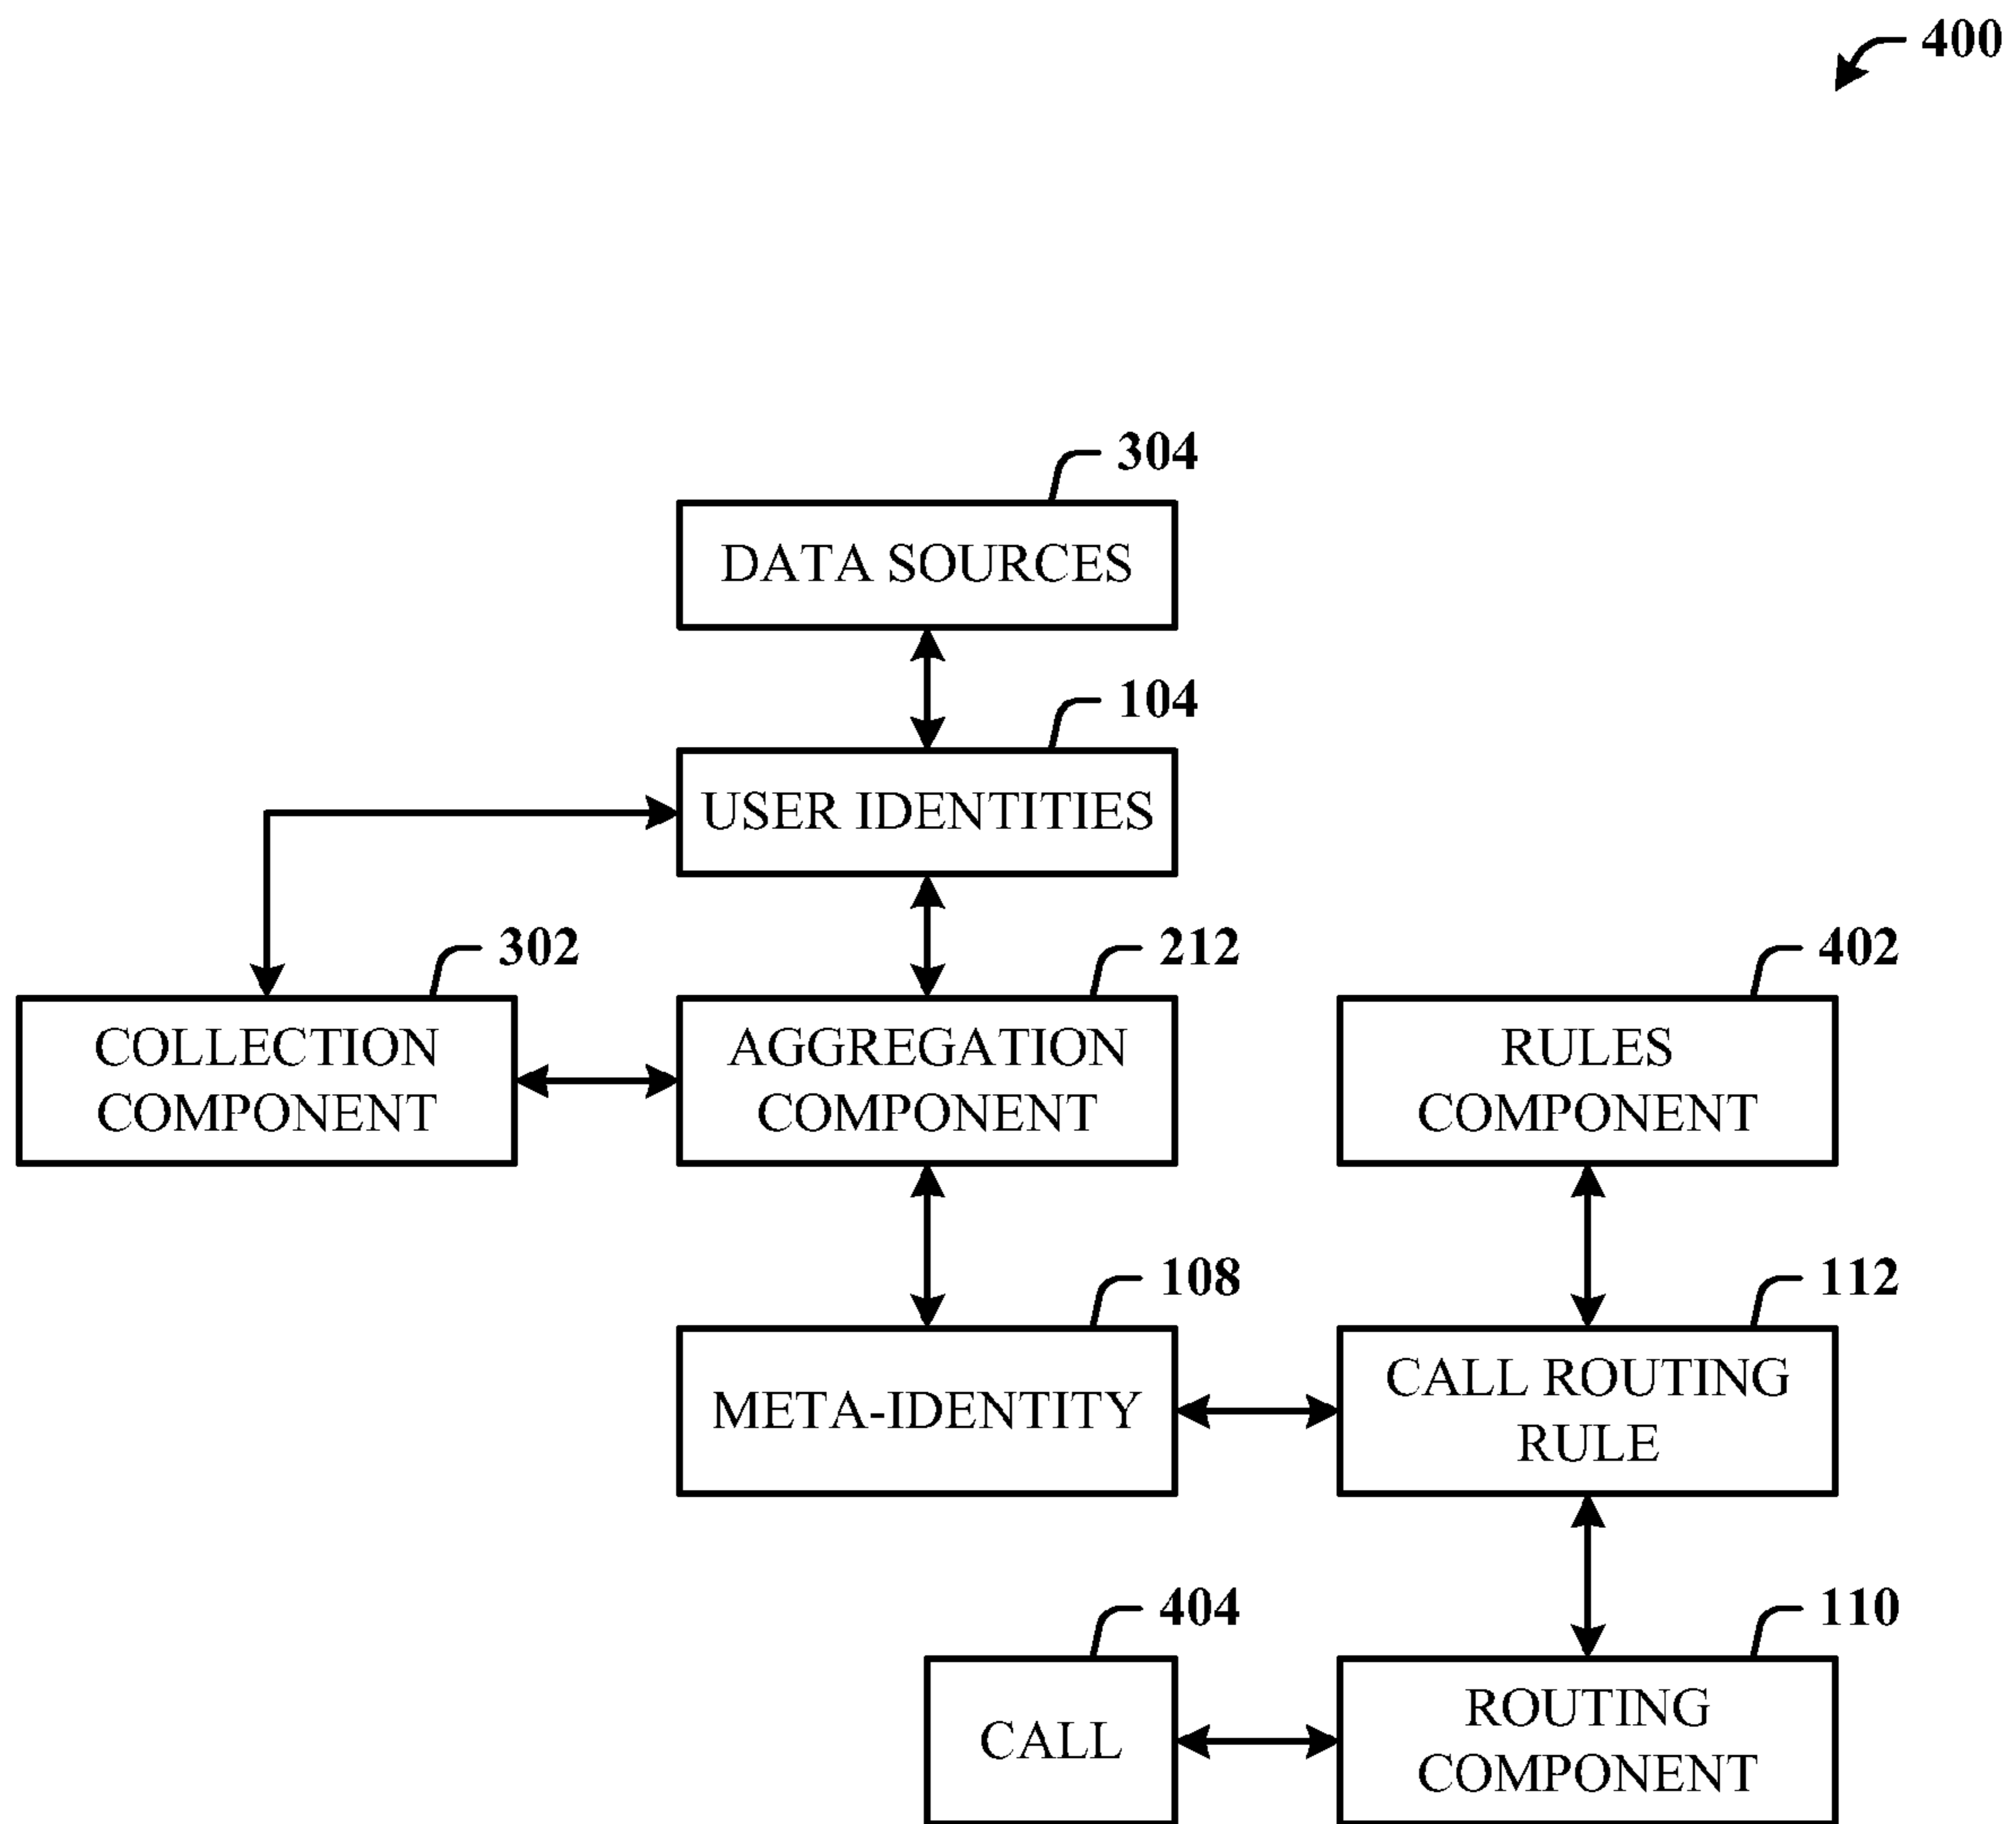 400
304
DATA SOURCES
104
USER IDENTITIES
302
COLLECTION
COMPONENT
212
AGGREGATION
COMPONENT
402
RULES
COMPONENT
108
META-IDENTITY
112
CALL ROUTING
RULE
404
CALL
110
ROUTING
COMPONENT